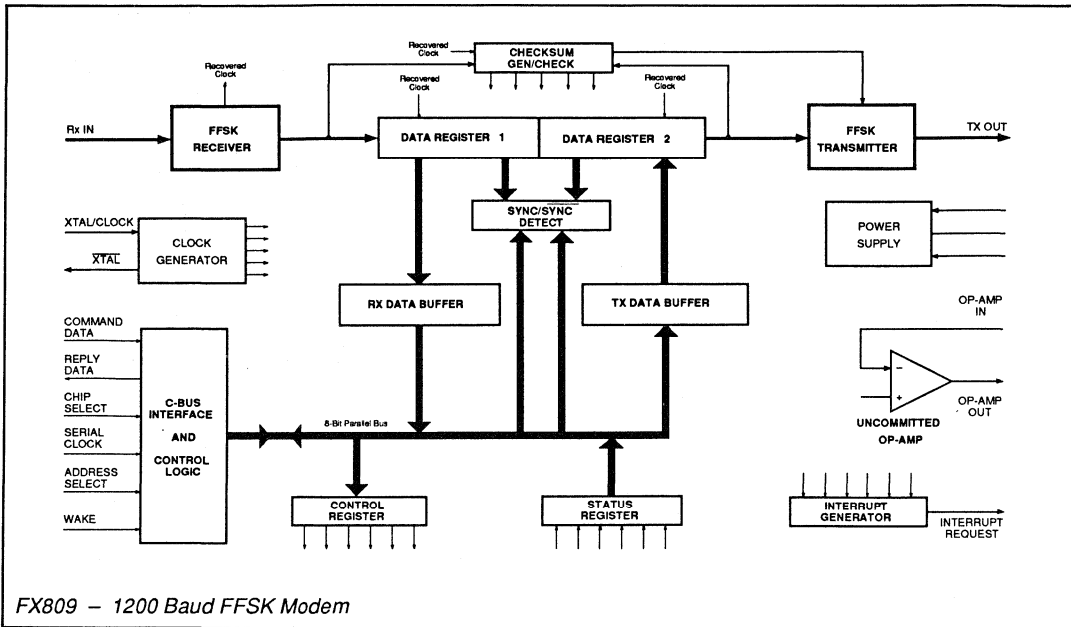 Recovered
Clock
CHECKSUM
GEN/CHECK
Recovered
Clock
Recovered
Clock
Recovered
Clock
Rx IN
FFSK
RECEIVER
DATA REGISTER 1
DATA REGISTER 2
FFSK
TRANSMITTER
TX OUT
SYNC/SYNC
DETECT
XTAL/CLOCK
XTAL
CLOCK
GENERATOR
POWER
SUPPLY
RX DATA BUFFER
TX DATA BUFFER
OP-AMP
IN
COMMAND
DATA
REPLY
DATA
CHIP
SELECT
SERIAL
CLOCK
ADDRESS
SELECT
WAKE
C-BUS
INTERFACE
AND
CONTROL
LOGIC
8-Bit Parallel Bus
−
+
OP-AMP
OUT
UNCOMMITTED
OP-AMP
CONTROL
REGISTER
STATUS
REGISTER
INTERRUPT
GENERATOR
INTERRUPT
REQUEST
FX809 – 1200 Baud FFSK Modem